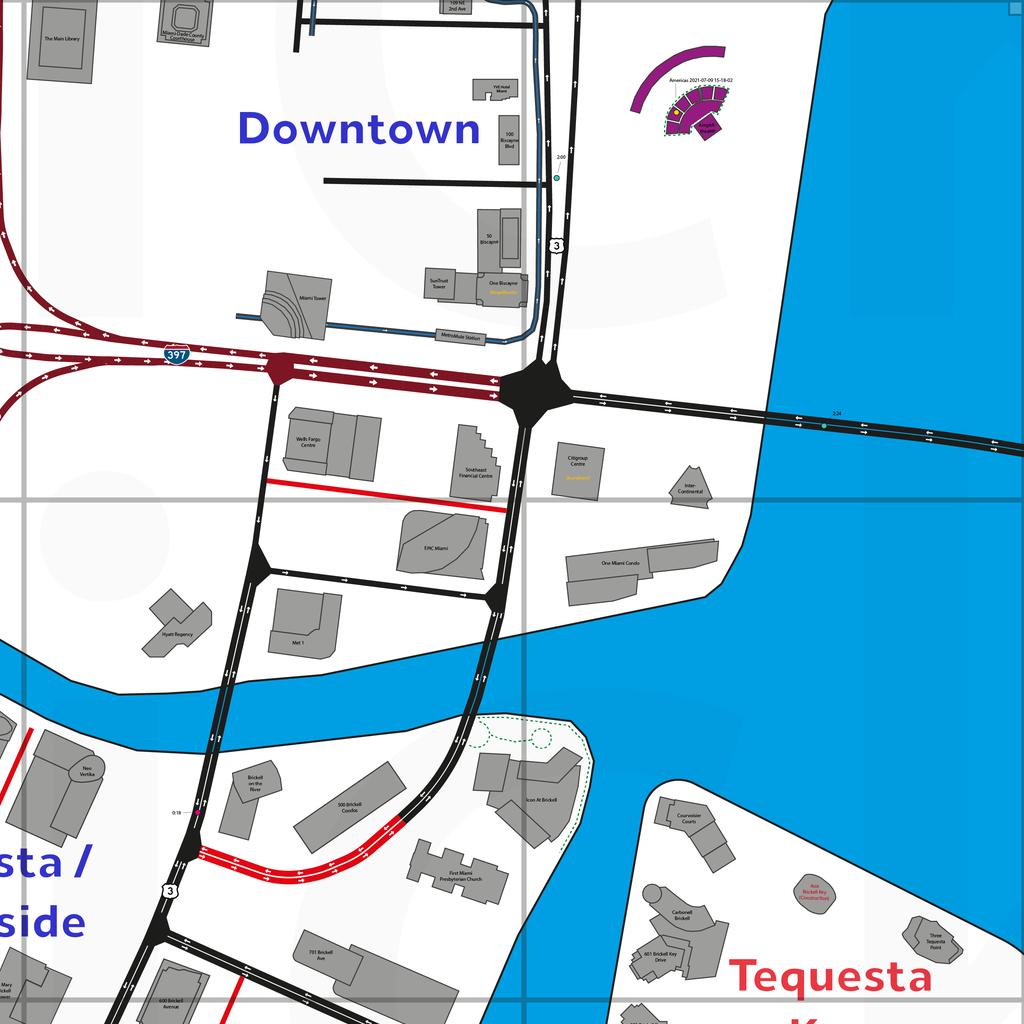 109 NE
2nd Ave
The Main Library
Miami-Dade County
Courthouse
Americas 2021-07-09 15-18-02
YVE Hotel
Miami
Downtown
100
Biscayne
Blvd
2:00
50
Biscayne
3
SunTrust
Tower
One Biscayne
Miami Tower
MetroMule Station
397
2:24
Wells Fargo
Centre
Southeast
Financial Centre
Citigroup
Centre
Inter-
Continental
EPIC Miami
One Miami Condo
Hyatt Regency
Met 1
Neo
Vertika
Brickell
on the
River
500 Brickell
Condos
Icon At Brickell
0:18
Courvoisier
Courts
sta /
side
First Miami
Presbyterian Church
3
Asia
Brickell Key
(Construction)
Carbonell
Brickell
Three
Tequesta
Point
701 Brickell
Ave
601 Brickell Key
Drive
Tequesta
Mary
Brickell
600 Brickell
Avenue